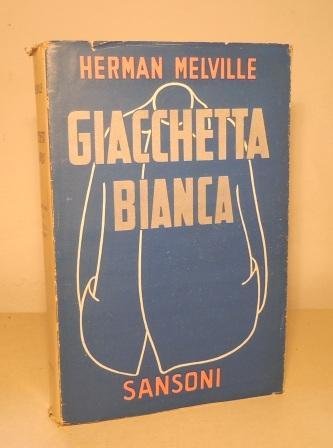 HERMAN MELVILLE
GIACCHETTA
BIANCA
SANSONI